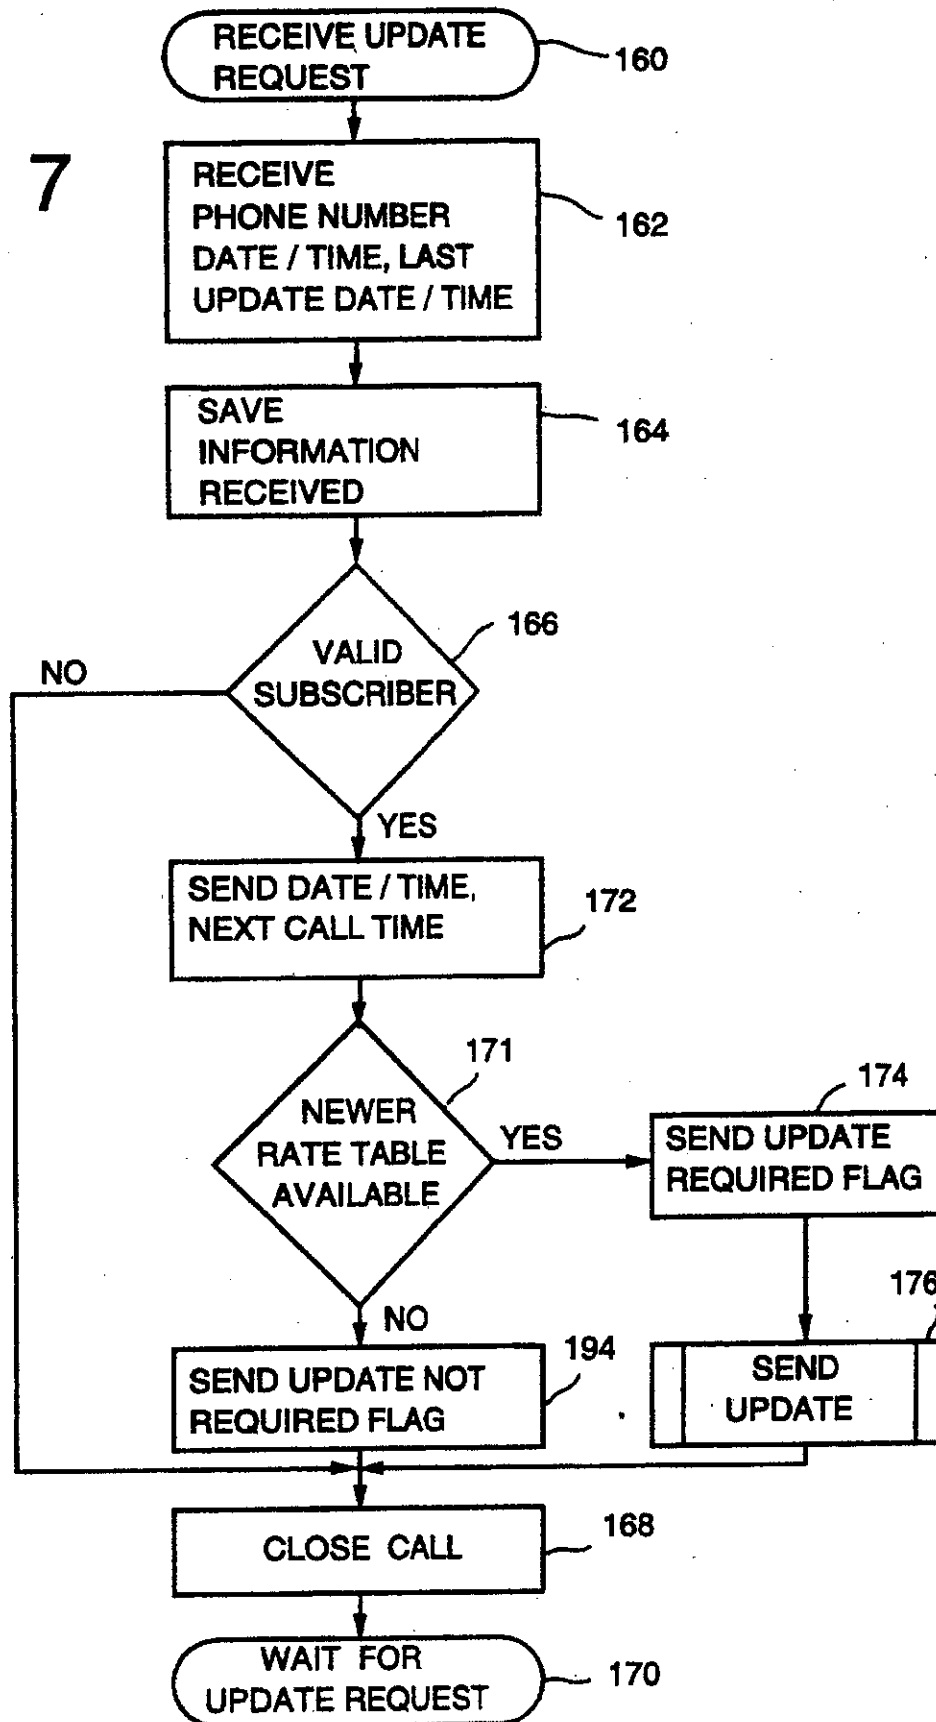 RECEIVE UPDATE
REQUEST
160
7
RECEIVE
PHONE NUMBER
DATE / TIME, LAST
UPDATE DATE / TIME
162
SAVE
INFORMATION
RECEIVED
164
VALID
SUBSCRIBER
166
NO
YES
SEND DATE / TIME,
NEXT CALL TIME
172
NEWER
RATE TABLE
AVAILABLE
171
YES
SEND UPDATE
REQUIRED FLAG
174
NO
SEND UPDATE NOT
REQUIRED FLAG
194
SEND
UPDATE
176
CLOSE CALL
168
WAIT FOR
UPDATE REQUEST
170